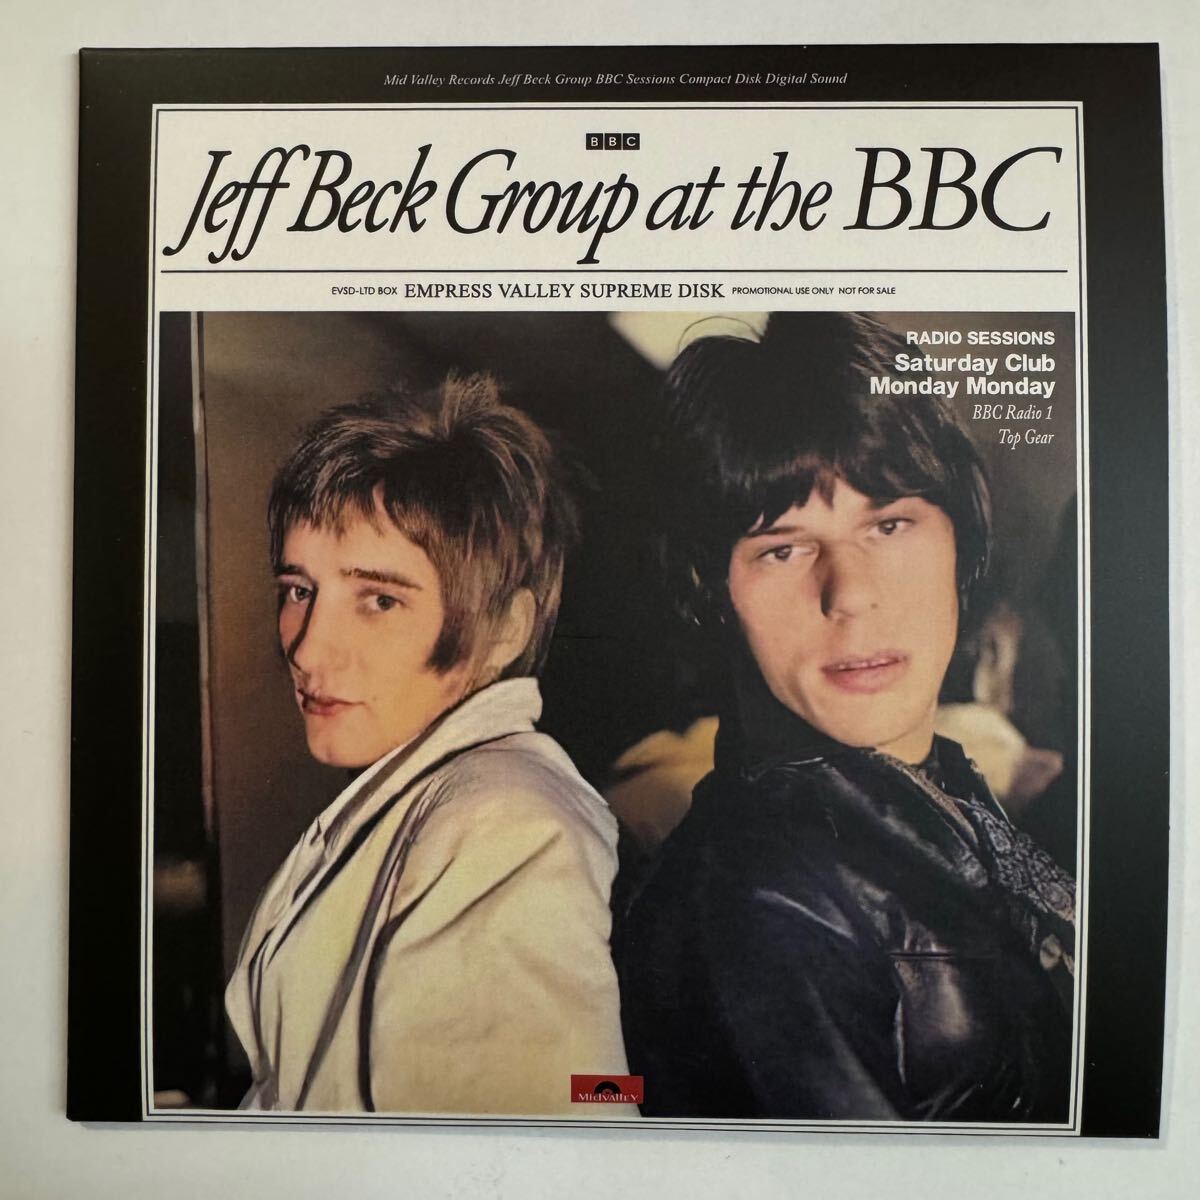 Mid Valley Records Jeff Beck Group BBC Sessions Compact Disk Digital Sound
BBC
Jeff Beck Group at the BBC
EVSD-LTD BOX EMPRESS VALLEY SUPREME DISK PROMOTIONAL USE ONLY NOT FOR SALE
RADIO SESSIONS
Saturday Club
Monday Monday
BBC Radio 1
Top Gear
MidValleY